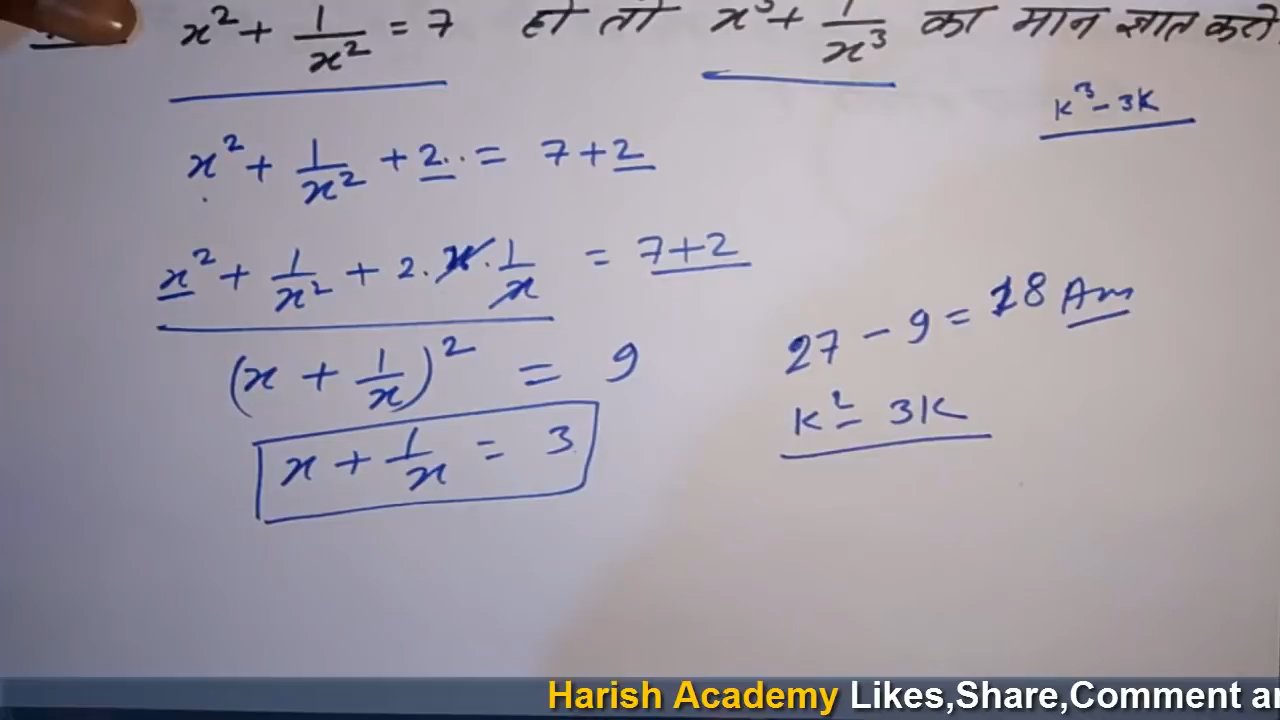 x² + 1/x² = 7 हो तो x³ + 1/x³ का मान ज्ञात करो
k³ - 3k
x² + 1/x² + 2 .. = 7 + 2
x² + 1/x² + 2 . x . 1/x = 7 + 2
27 - 9 = 18 Ans
(x + 1/x)² = 9
k² - 3k
x + 1/x = 3
Harish Academy Likes,Share,Comment